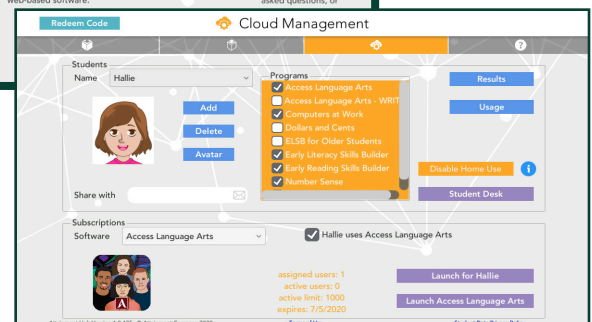 web-based software.
asked questions, or
Redeem Code
Cloud Management
?
Students
Name Hallie
Add
Delete
Avatar
Share with
Programs
Access Language Arts
Access Language Arts - WRIT
Computers at Work
Dollars and Cents
ELSB for Older Students
Early Literacy Skills Builder
Early Reading Skills Builder
Number Sense
Results
Usage
Disable Home Use
i
Student Desk
Subscriptions
Software Access Language Arts
Hallie uses Access Language Arts
A
assigned users: 1
active users: 0
active limit: 1000
expires: 7/5/2020
Launch for Hallie
Launch Access Language Arts